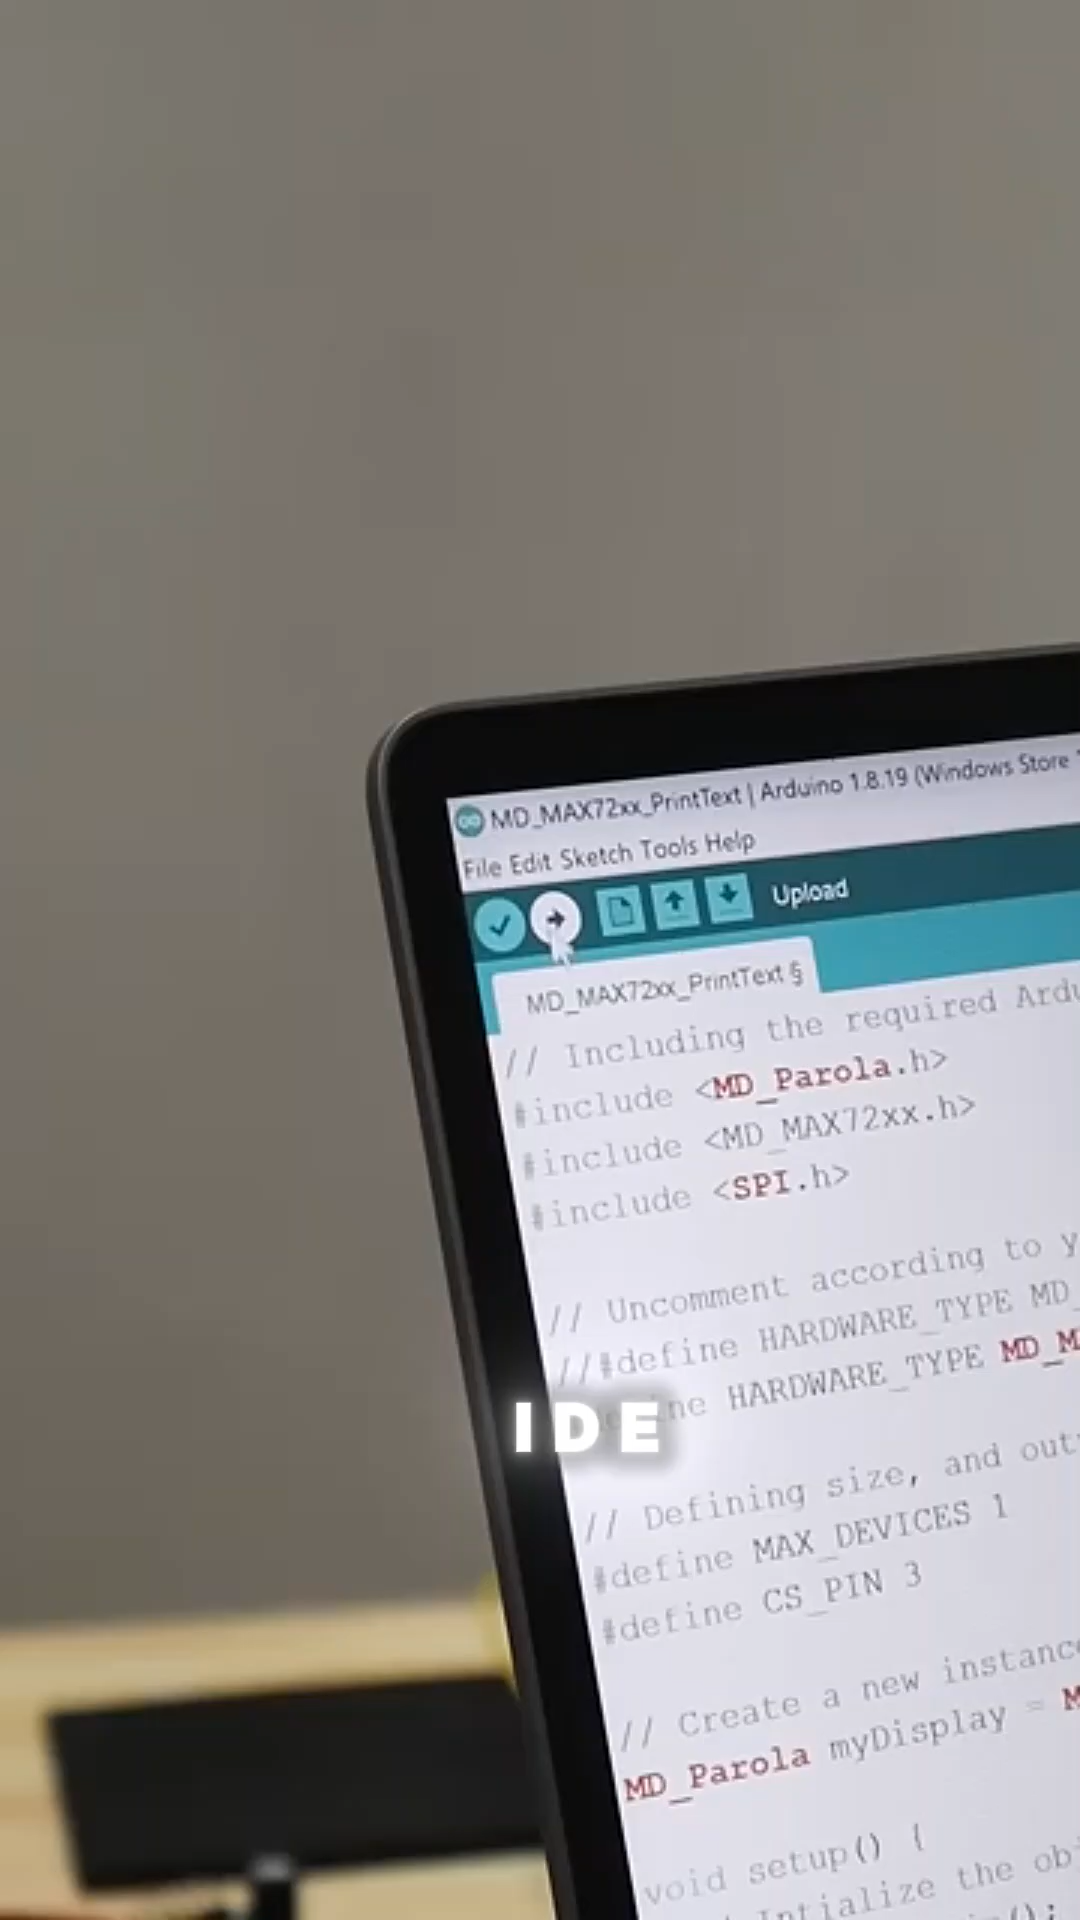 MD_MAX72xx_PrintText | Arduino 1.8.19 (Windows Store
File Edit Sketch Tools Help
Upload
MD_MAX72xx_PrintText §
// Including the required
#include <MD_Parola.h>
#include <MD_MAX72xx.h>
#include <SPI.h>
// Uncomment according to
//#define HARDWARE_TYPE MD_
HARDWARE_TYPE
IDE
// Defining size, and
#define MAX_DEVICES 1
#define CS_PIN 3
// Create a new
MD_Parola myDisplay =
void setup() {
the